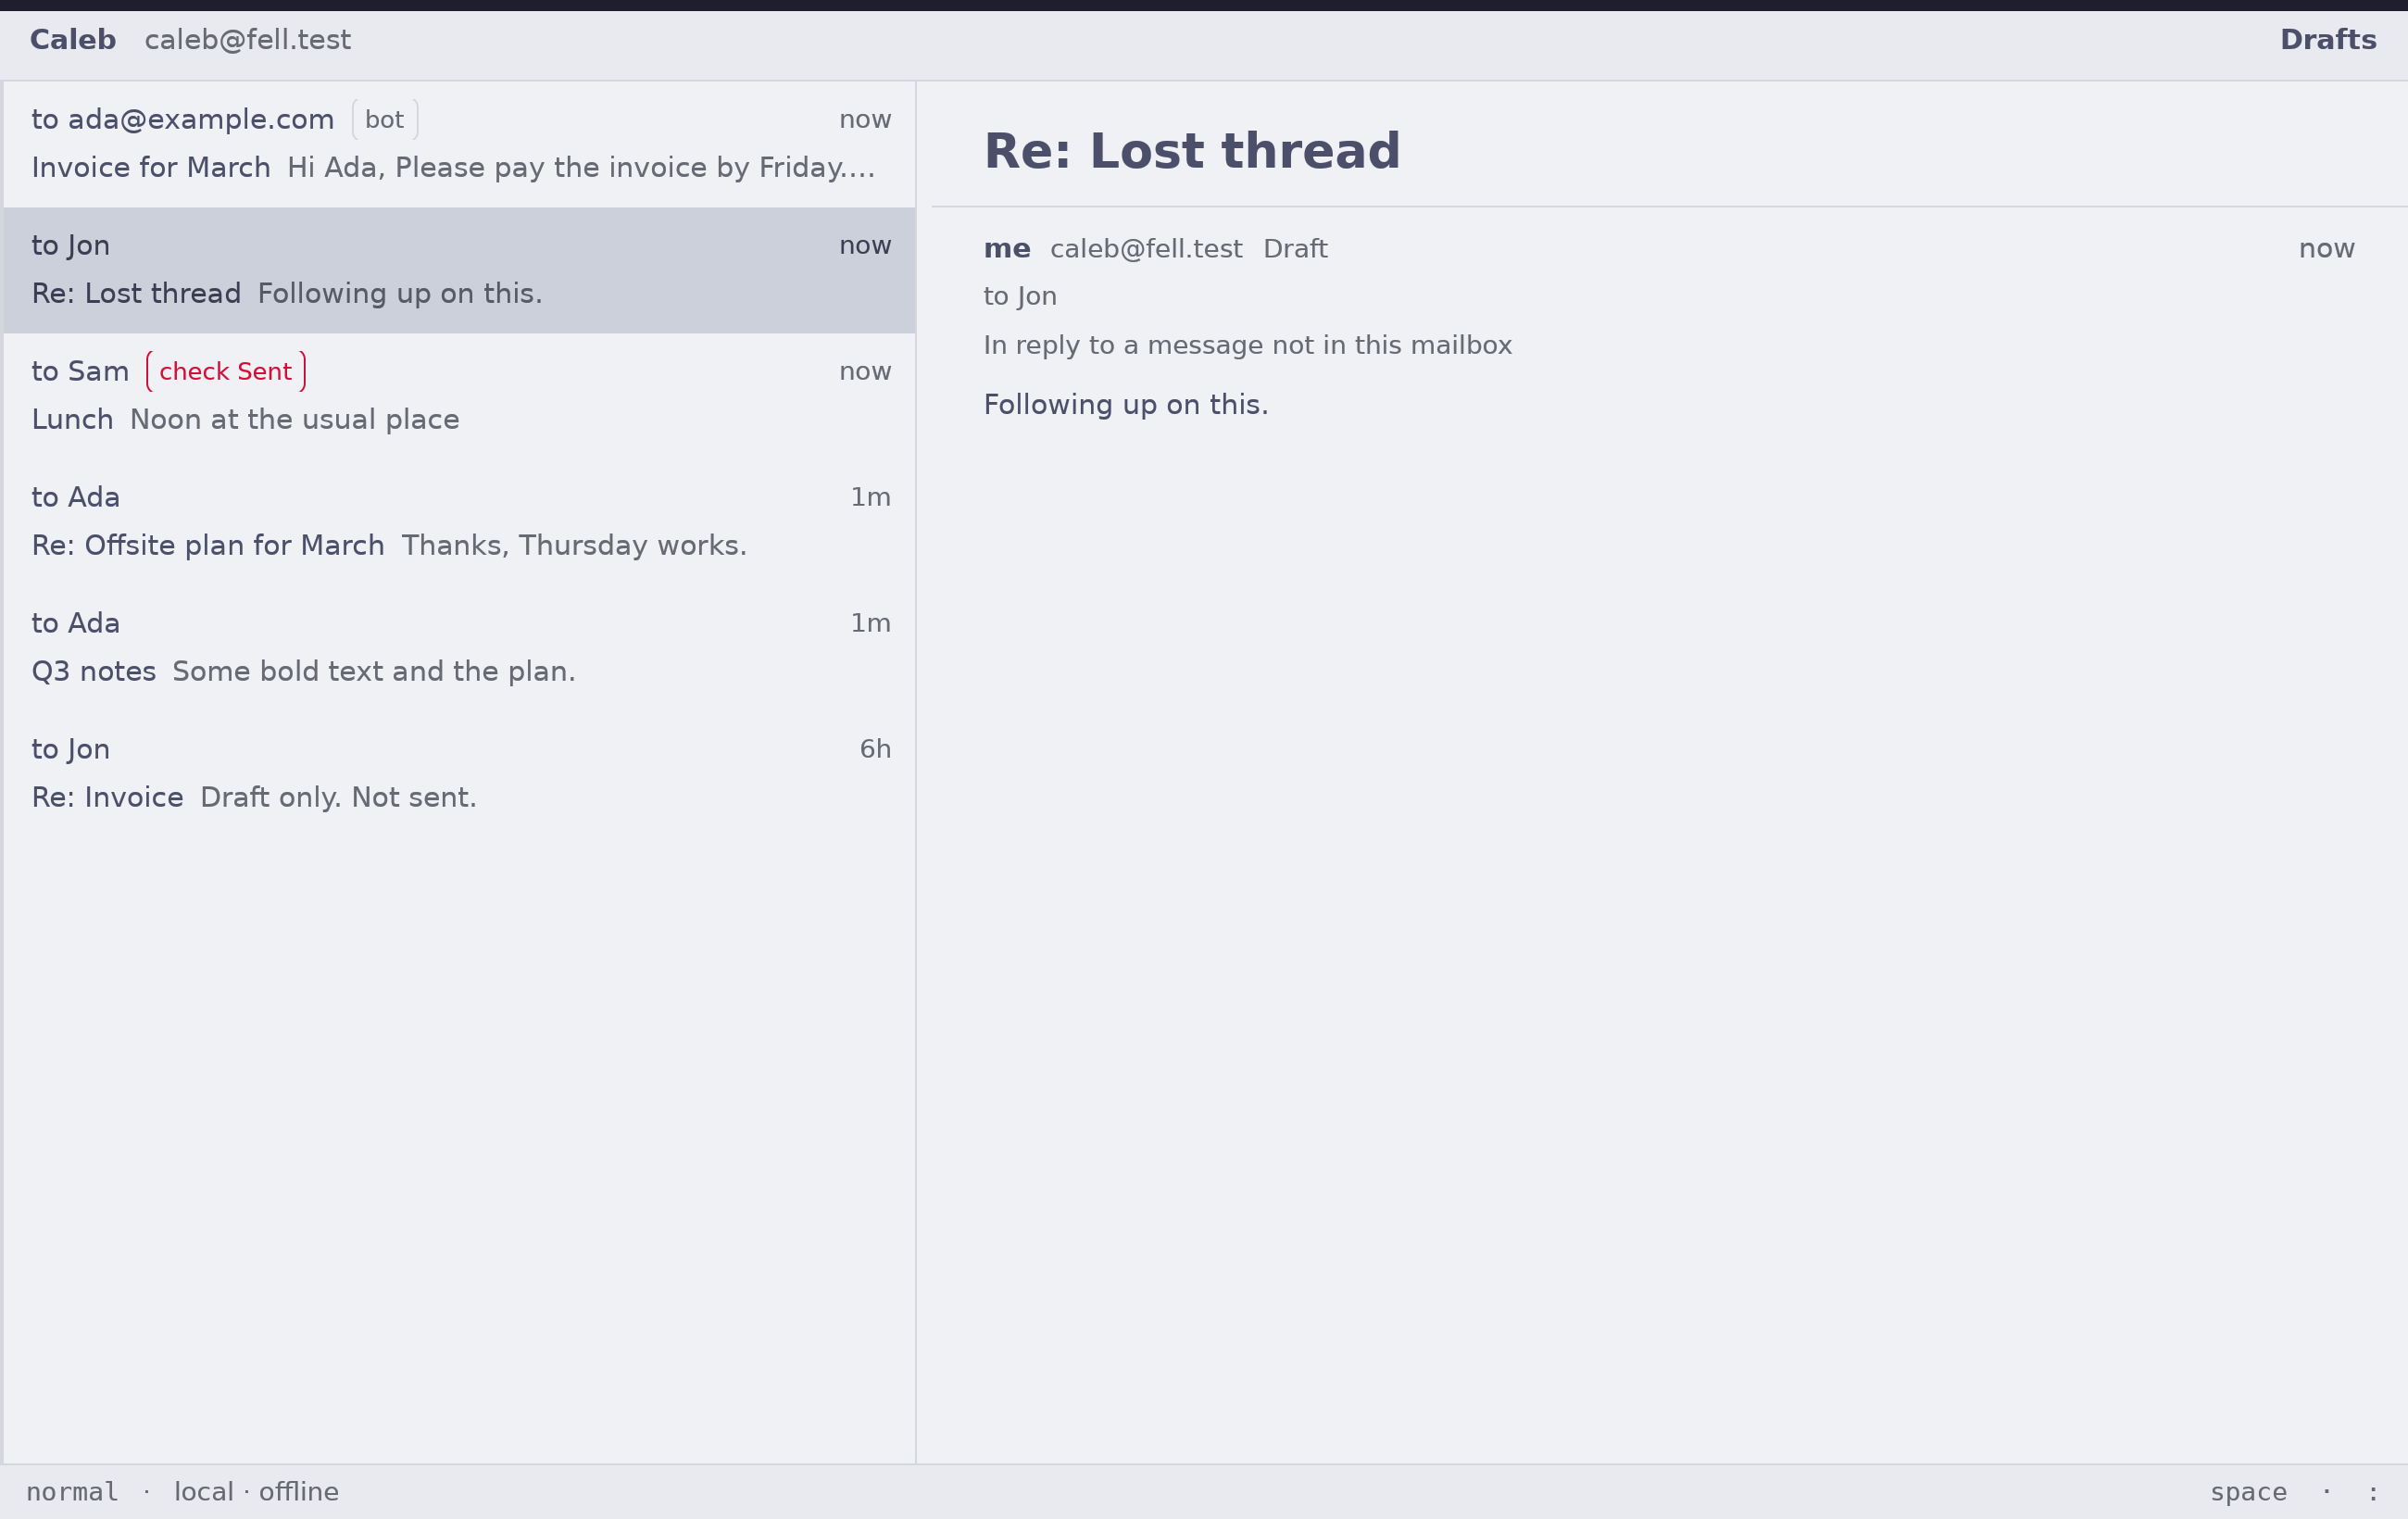 Caleb caleb@fell.test Drafts
to ada@example.com bot now
Invoice for March Hi Ada, Please pay the invoice by Friday....
to Jon now
Re: Lost thread Following up on this.
to Sam check Sent now
Lunch Noon at the usual place
to Ada 1m
Re: Offsite plan for March Thanks, Thursday works.
to Ada 1m
Q3 notes Some bold text and the plan.
to Jon 6h
Re: Invoice Draft only. Not sent.
Re: Lost thread
me caleb@fell.test Draft now
to Jon
In reply to a message not in this mailbox
Following up on this.
normal · local · offline space · :